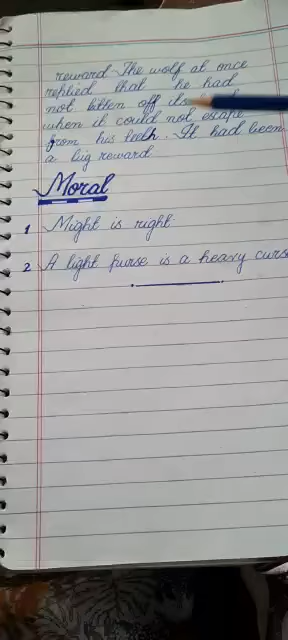 reward The wolf at once
replied that he had
not bitten off its
when it could not escape
from his teeth. It had been
a big reward
Moral
1 Might is right
2 A light purse is a heavy curse